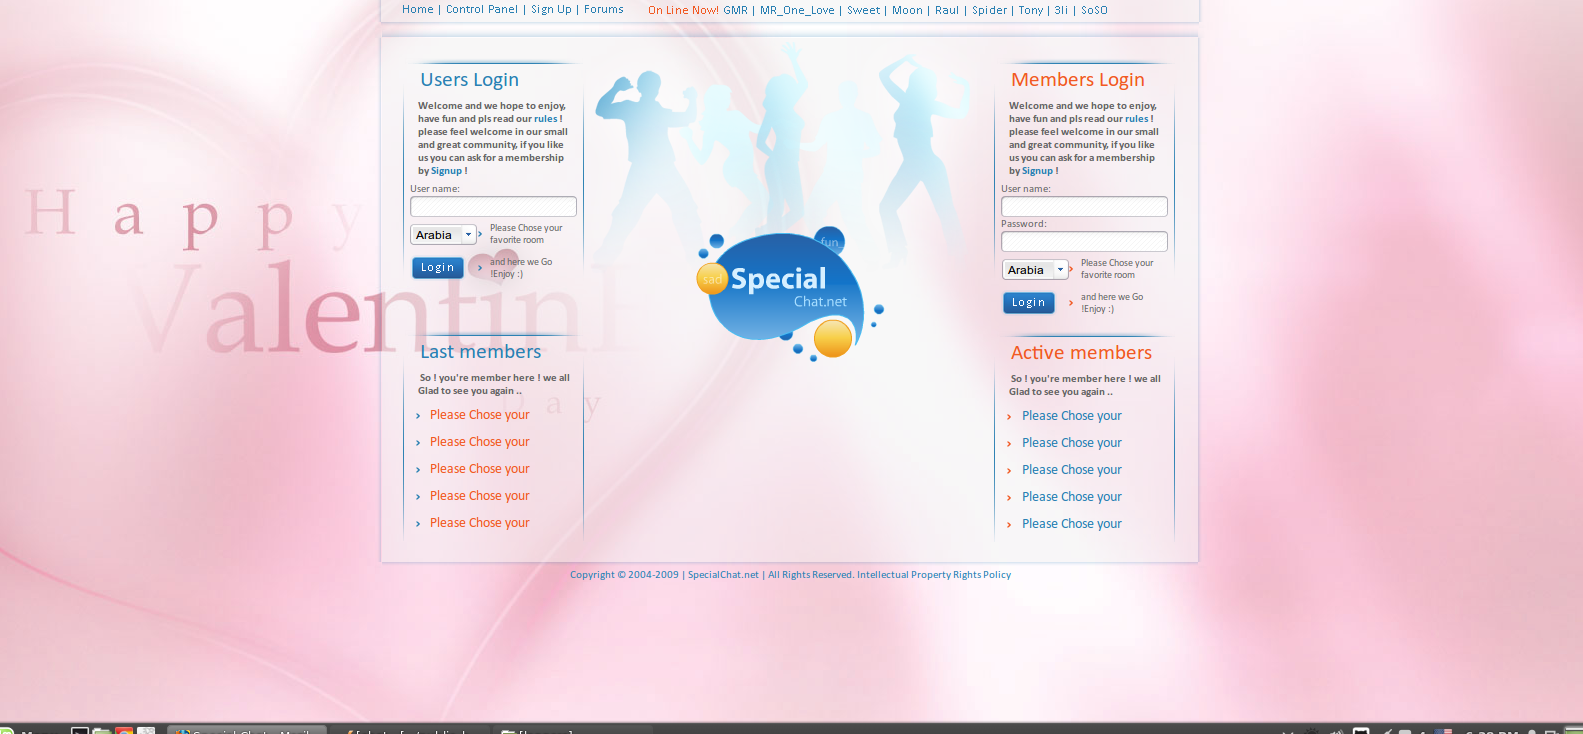 Home | Control Panel | Sign Up | Forums
On Line Now! GMR | MR_One_Love | Sweet | Moon | Raul | Spider | Tony | 3li | SoSO
Users Login
Welcome and we hope to enjoy,
have fun and pls read our rules !
please feel welcome in our small
and great community, if you like
us you can ask for a membership
by Signup !
User name:
Arabia
Please Chose your
favorite room
Login
and here we Go
!Enjoy :)
Last members
So ! you're member here ! we all
Glad to see you again ..
Please Chose your
Please Chose your
Please Chose your
Please Chose your
Please Chose your
Happy
Valentin
ay
fun_
sad
Special
Chat.net
Members Login
Welcome and we hope to enjoy,
have fun and pls read our rules !
please feel welcome in our small
and great community, if you like
us you can ask for a membership
by Signup !
User name:
Password:
Arabia
Please Chose your
favorite room
Login
and here we Go
!Enjoy :)
Active members
So ! you're member here ! we all
Glad to see you again ..
Please Chose your
Please Chose your
Please Chose your
Please Chose your
Please Chose your
Copyright © 2004-2009 | SpecialChat.net | All Rights Reserved. Intellectual Property Rights Policy